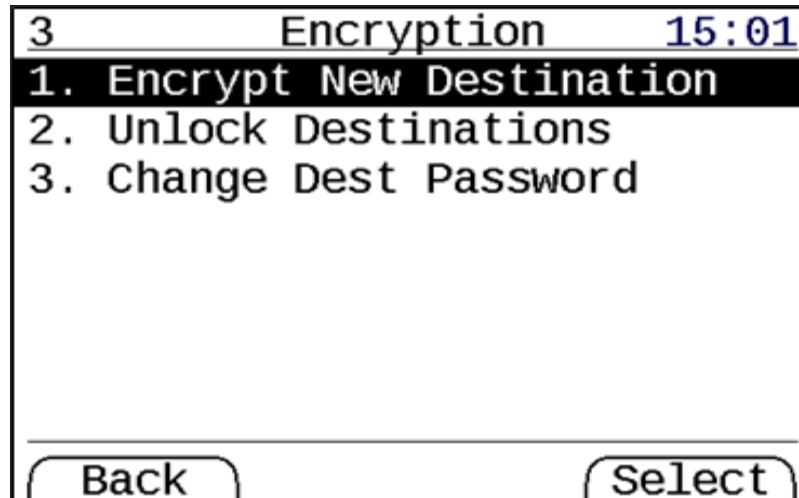 3 Encryption 15:01
1. Encrypt New Destination
2. Unlock Destinations
3. Change Dest Password
Back Select